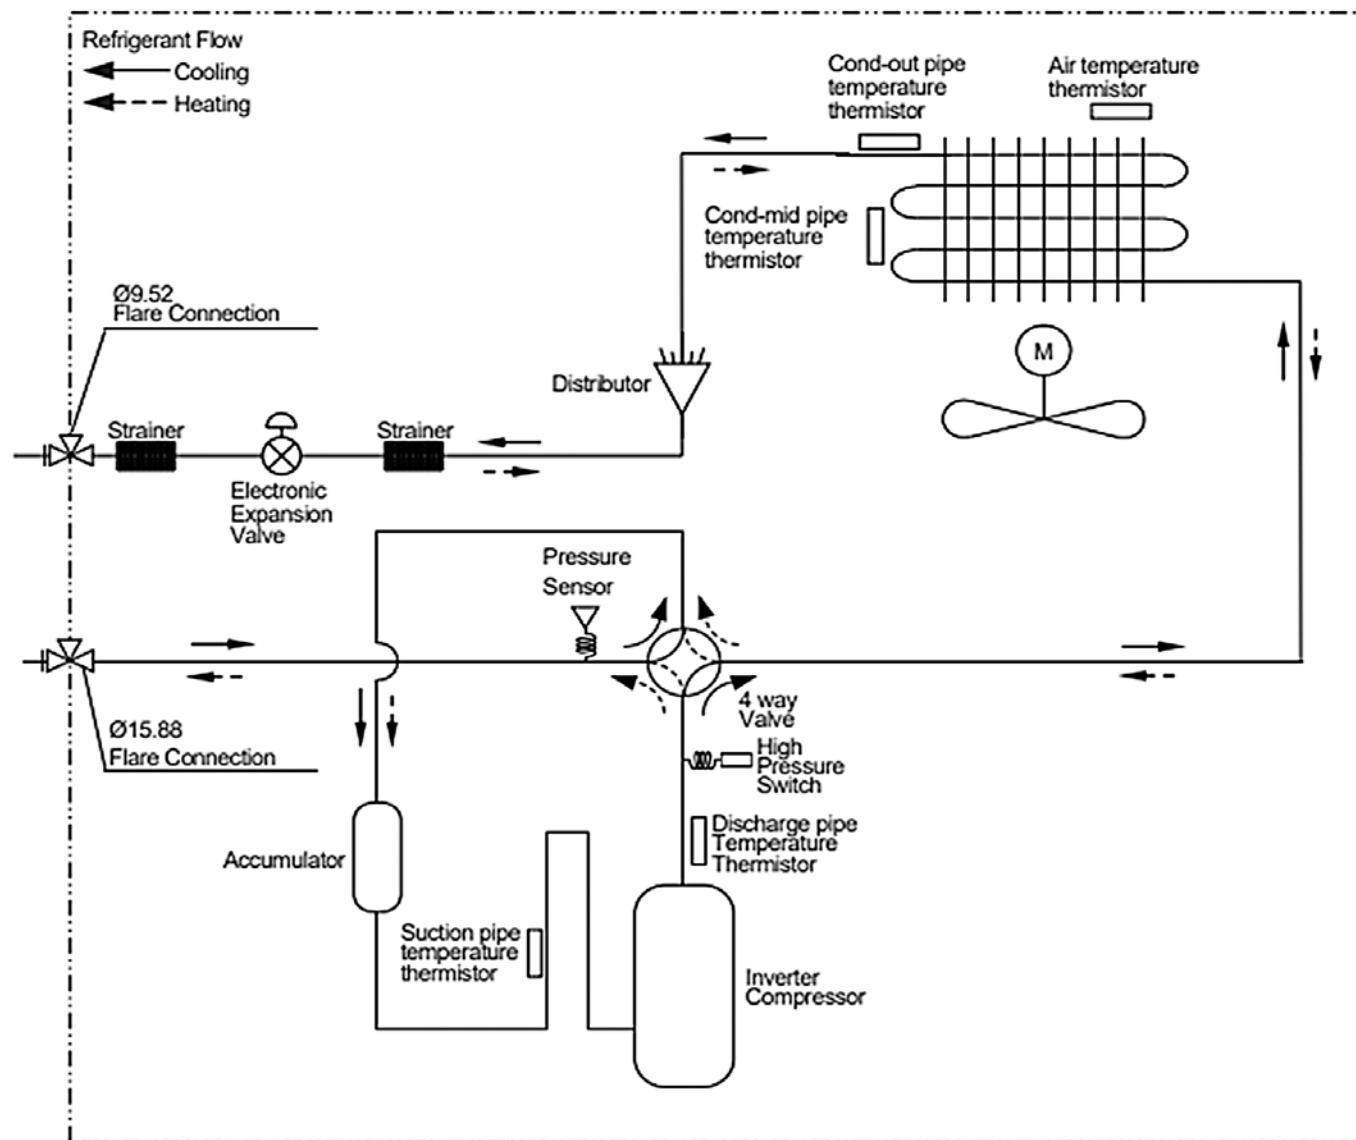 Refrigerant Flow
Cooling
Heating
Cond-out pipe
temperature
thermistor
Air temperature
thermistor
Cond-mid pipe
temperature
thermistor
Ø9.52
Flare Connection
M
Distributor
Strainer
Strainer
Electronic
Expansion
Valve
Pressure
Sensor
4 way
Valve
Ø15.88
Flare Connection
High
Pressure
Switch
Discharge pipe
Temperature
Thermistor
Accumulator
Suction pipe
temperature
thermistor
Inverter
Compressor